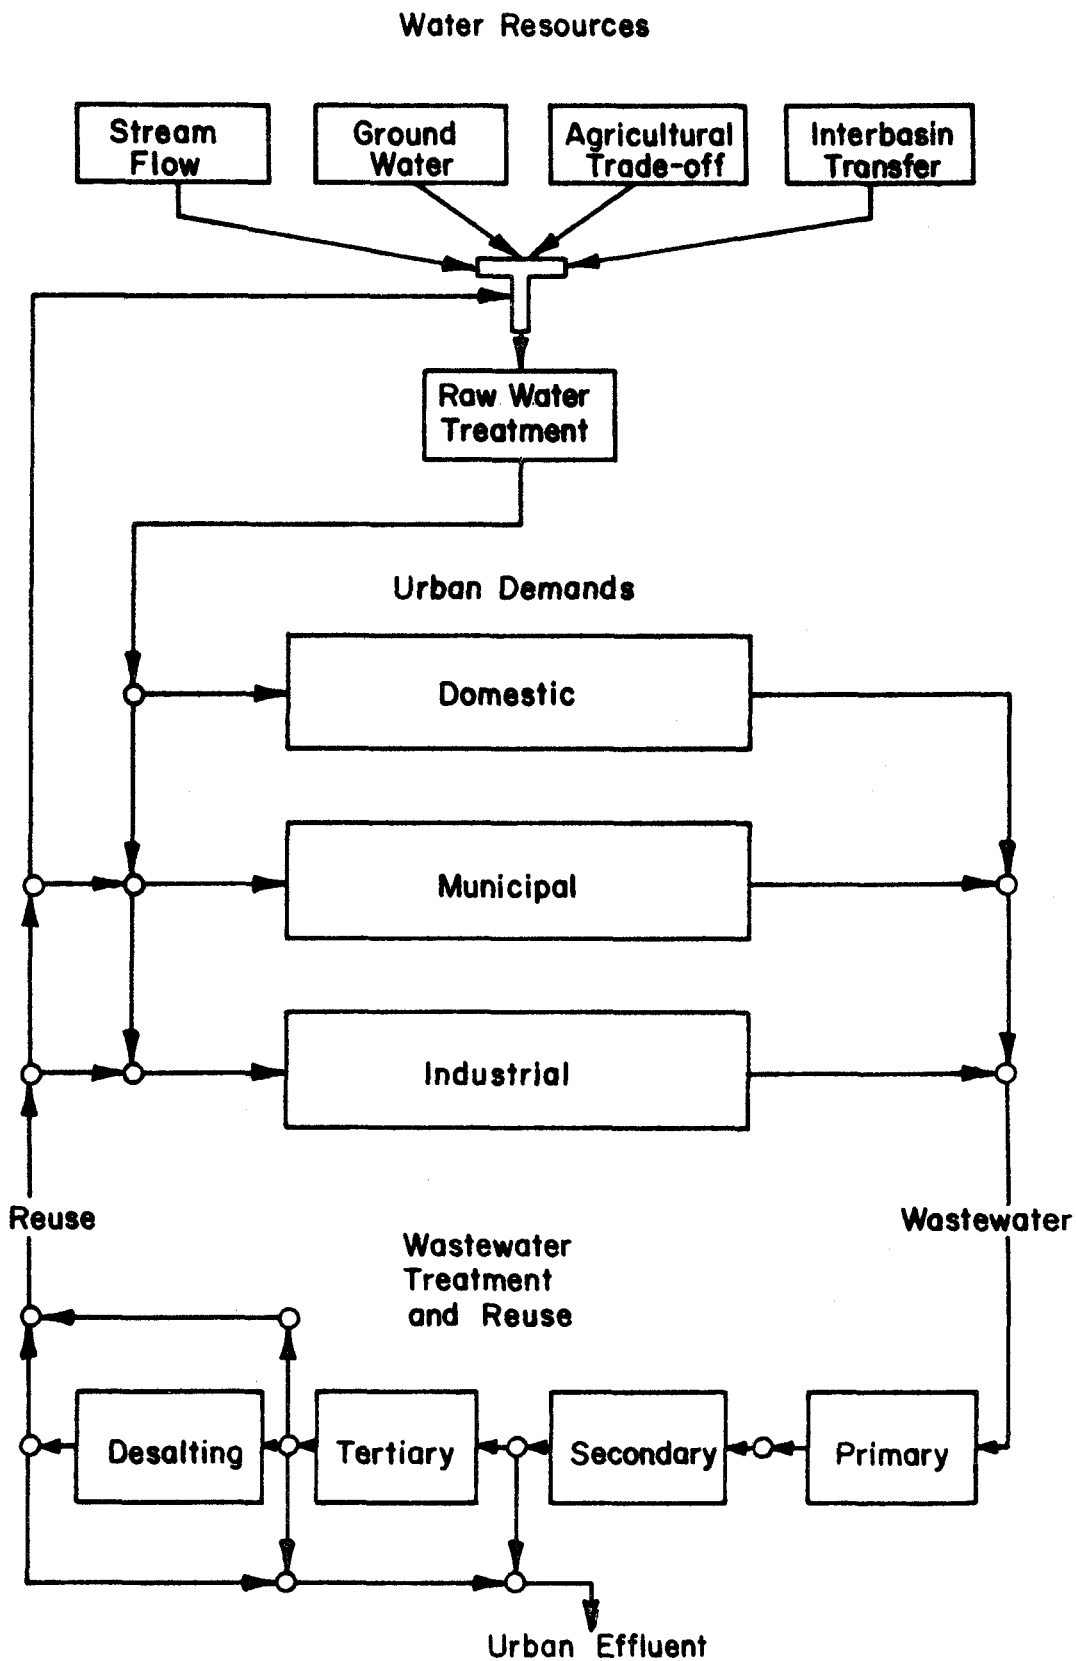 Water Resources
Stream
Flow
Ground
Water
Agricultural
Trade-off
Interbasin
Transfer
Raw Water
Treatment
Urban Demands
Domestic
Municipal
Industrial
Reuse
Wastewater
Wastewater
Treatment
and Reuse
Desalting
Tertiary
Secondary
Primary
Urban Effluent